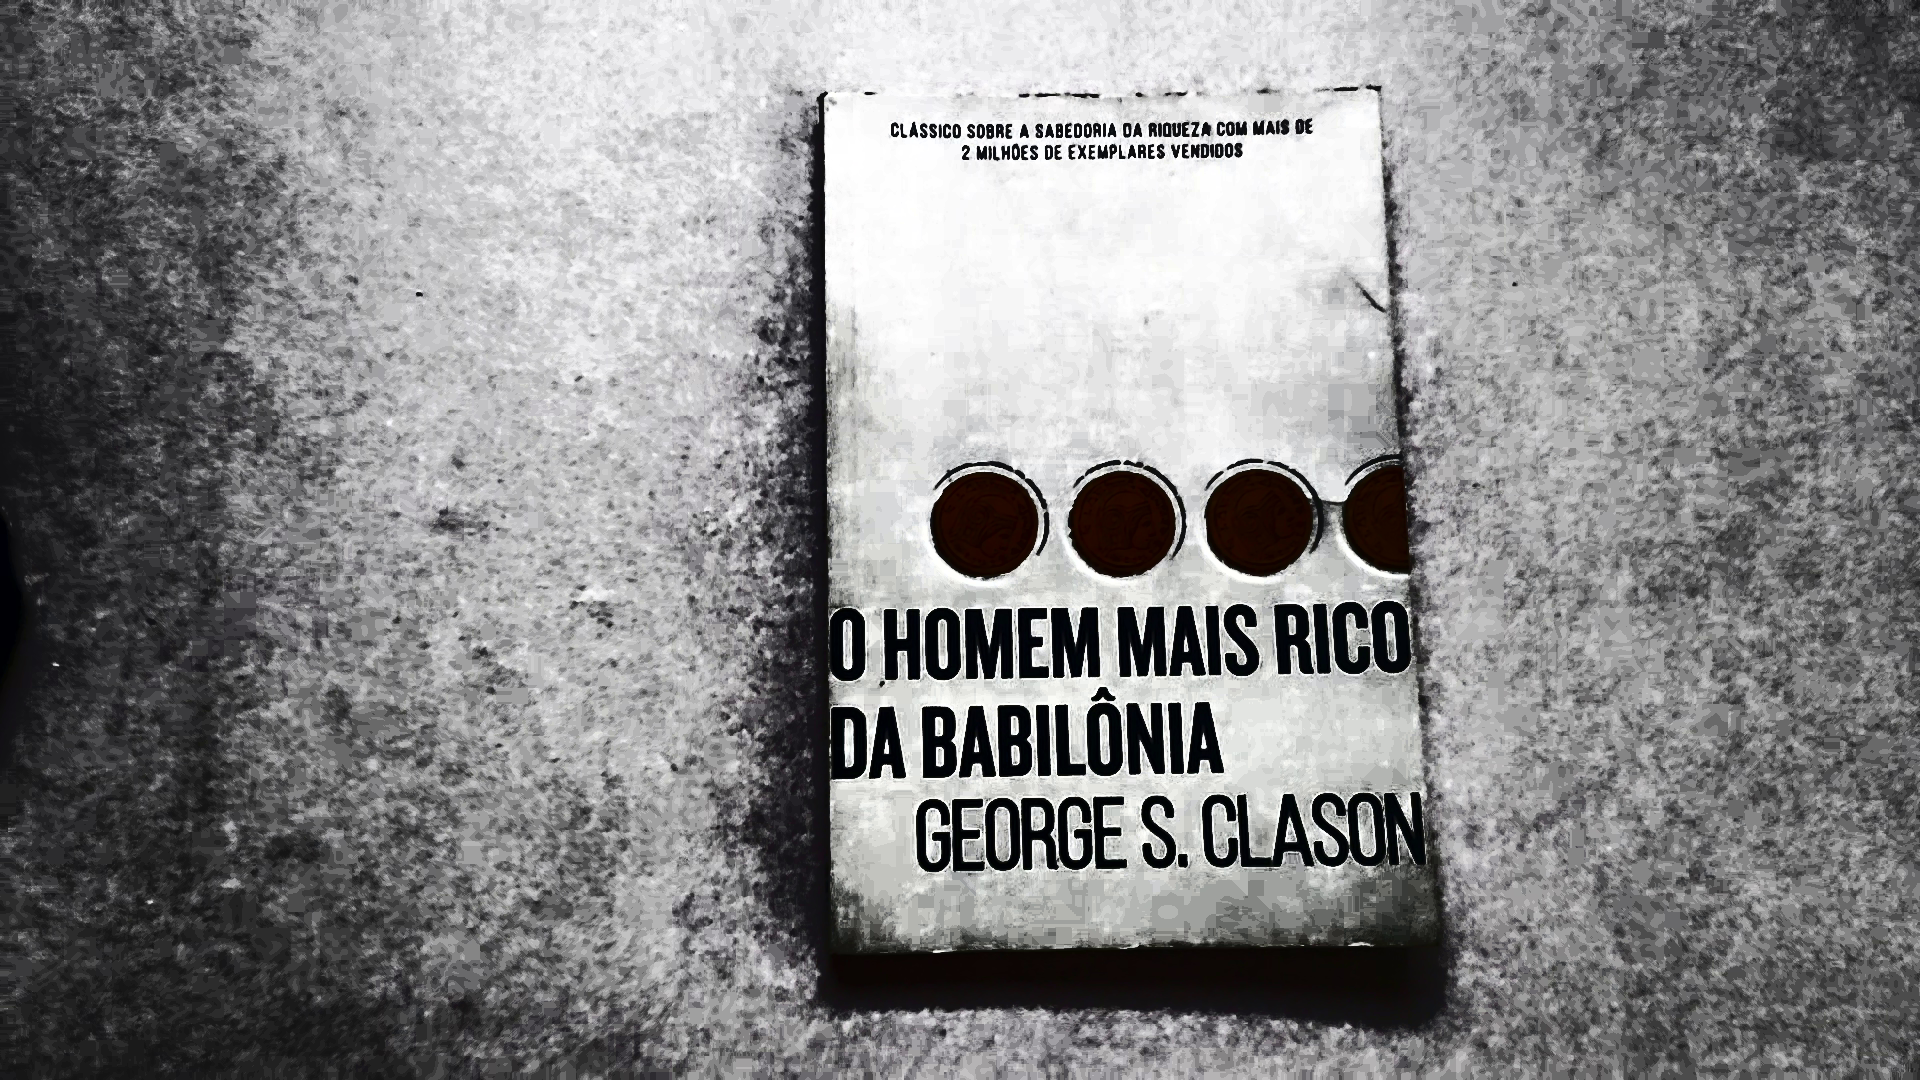 CLÁSSICO SOBRE A SABEDORIA DA RIQUEZA COM MAIS DE
2 MILHÕES DE EXEMPLARES VENDIDOS
O HOMEM MAIS RICO
DA BABILÔNIA
GEORGE S. CLASON